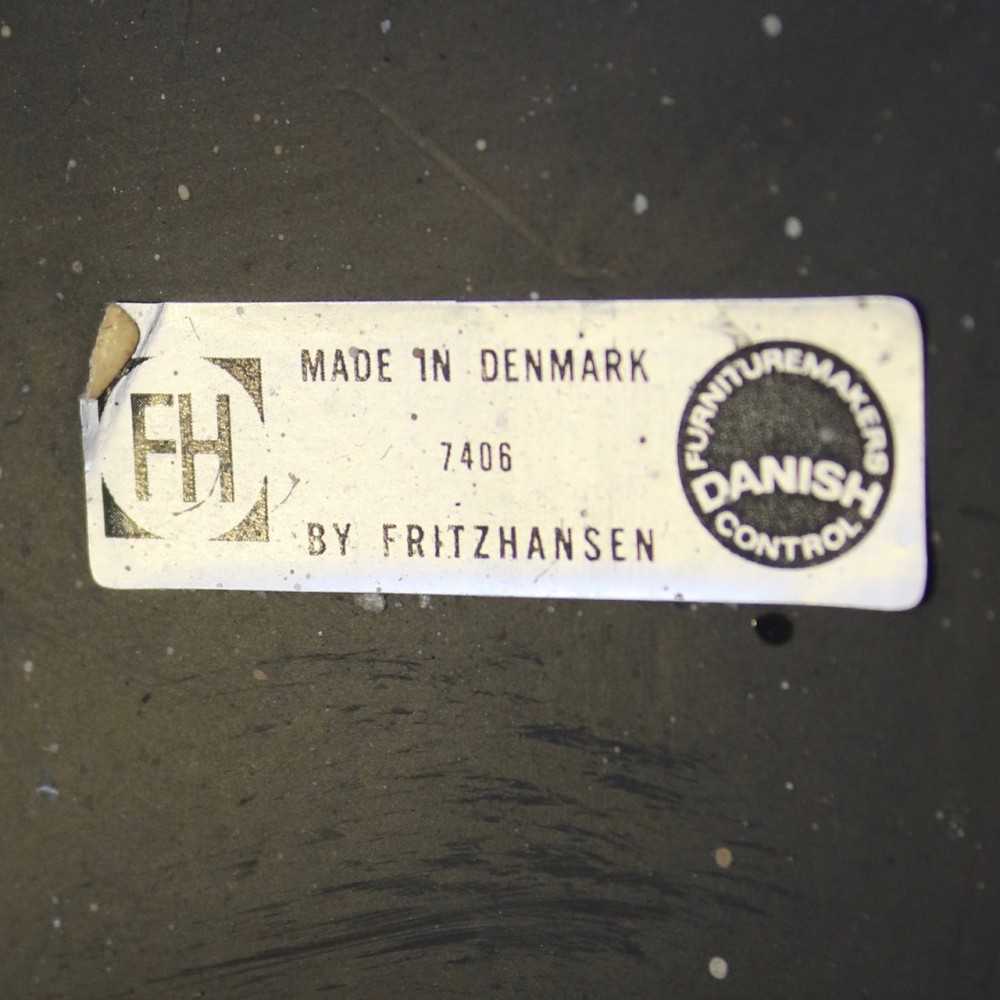 FH
MADE IN DENMARK
7406
BY FRITZHANSEN
FURNITUREMAKERS
DANISH
CONTROL